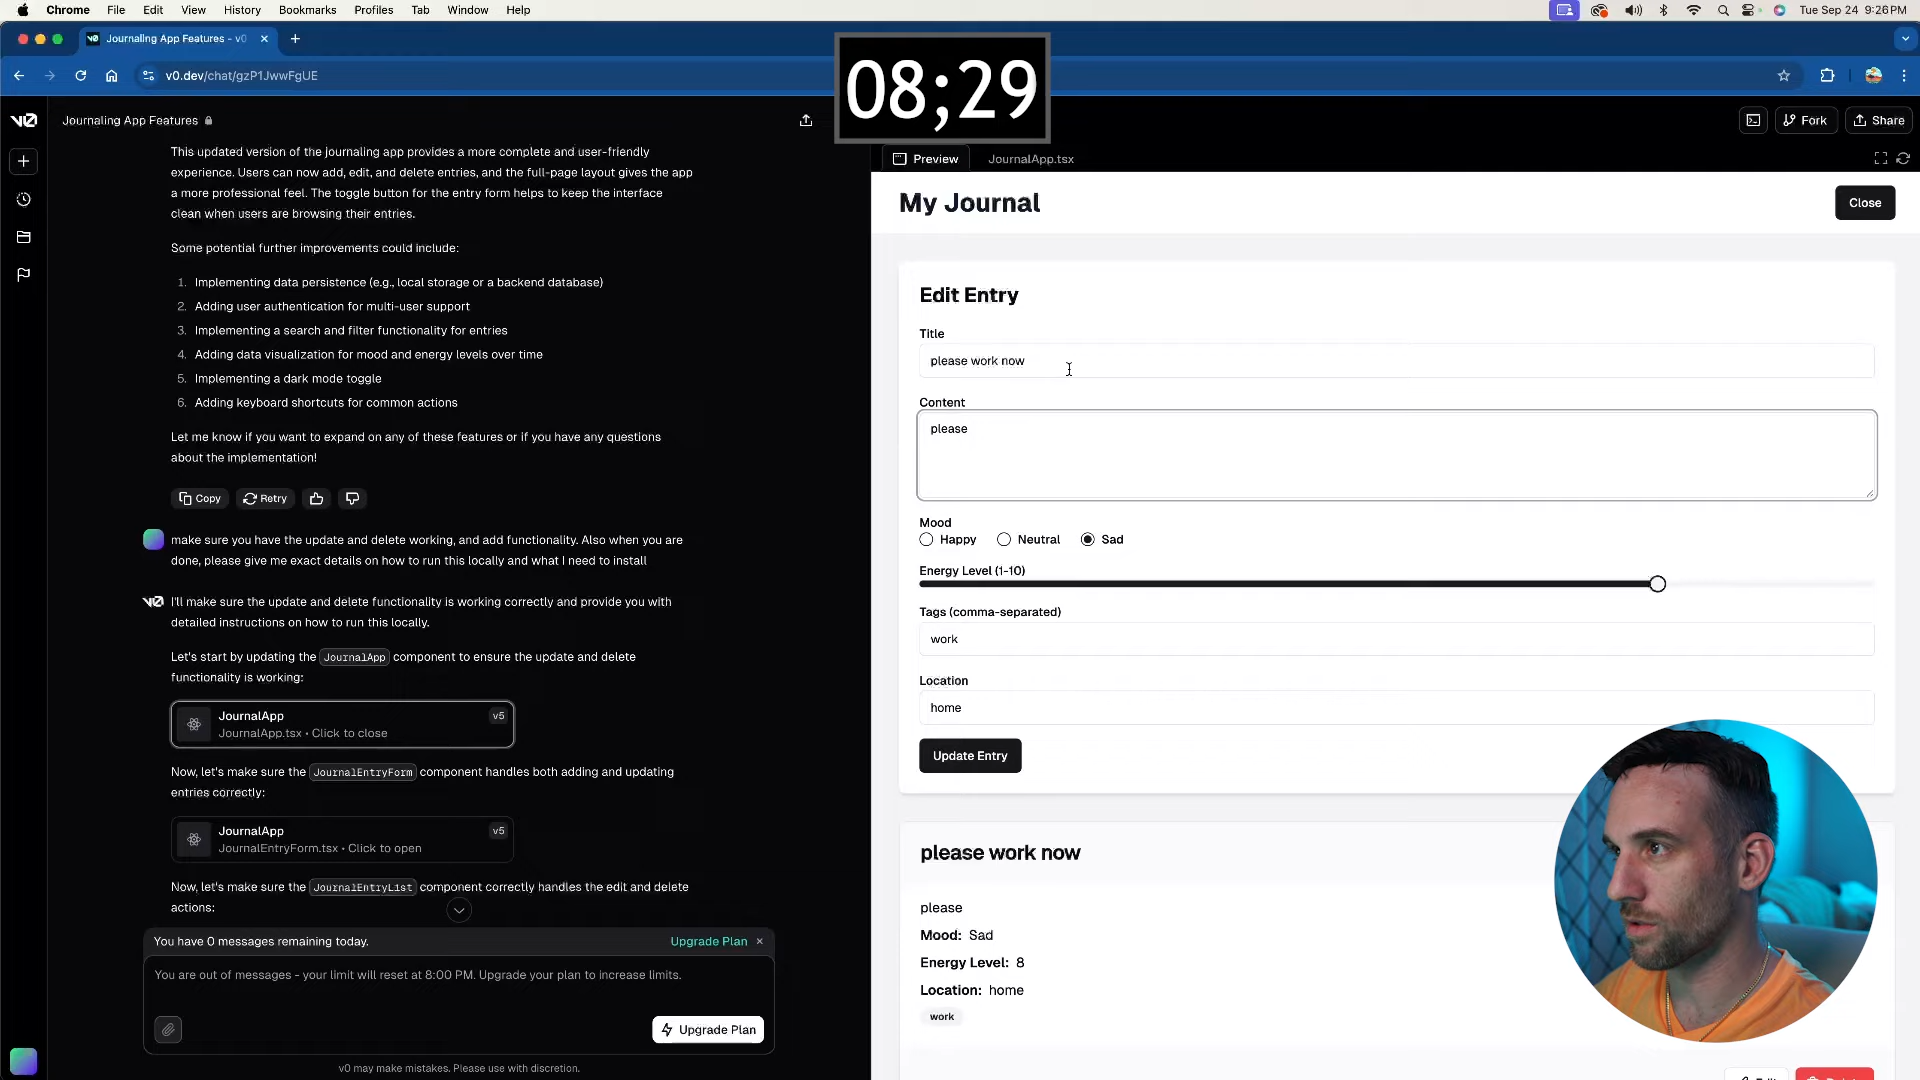 Chrome File Edit View History Bookmarks Profiles Tab Window Help
Tue Sep 24 9:26 PM
Journaling App Features - v0
v0.dev/chat/gzP1JwwFgUE
08;29
v0
Journaling App Features
Fork
Share
Preview
JournalApp.tsx
This updated version of the journaling app provides a more complete and user-friendly
experience. Users can now add, edit, and delete entries, and the full-page layout gives the app
a more professional feel. The toggle button for the entry form helps to keep the interface
clean when users are browsing their entries.
Some potential further improvements could include:
1. Implementing data persistence (e.g., local storage or a backend database)
2. Adding user authentication for multi-user support
3. Implementing a search and filter functionality for entries
4. Adding data visualization for mood and energy levels over time
5. Implementing a dark mode toggle
6. Adding keyboard shortcuts for common actions
Let me know if you want to expand on any of these features or if you have any questions
about the implementation!
Copy Retry
make sure you have the update and delete working, and add functionality. Also when you are
done, please give me exact details on how to run this locally and what I need to install
v0 I'll make sure the update and delete functionality is working correctly and provide you with
detailed instructions on how to run this locally.
Let's start by updating the JournalApp component to ensure the update and delete
functionality is working:
JournalApp v5
JournalApp.tsx • Click to close
Now, let's make sure the JournalEntryForm component handles both adding and updating
entries correctly:
JournalApp v5
JournalEntryForm.tsx • Click to open
Now, let's make sure the JournalEntryList component correctly handles the edit and delete
actions:
You have 0 messages remaining today. Upgrade Plan ×
You are out of messages - your limit will reset at 8:00 PM. Upgrade your plan to increase limits.
Upgrade Plan
v0 may make mistakes. Please use with discretion.
My Journal
Close
Edit Entry
Title
please work now
Content
please
Mood
Happy Neutral Sad
Energy Level (1-10)
Tags (comma-separated)
work
Location
home
Update Entry
please work now
please
Mood: Sad
Energy Level: 8
Location: home
work